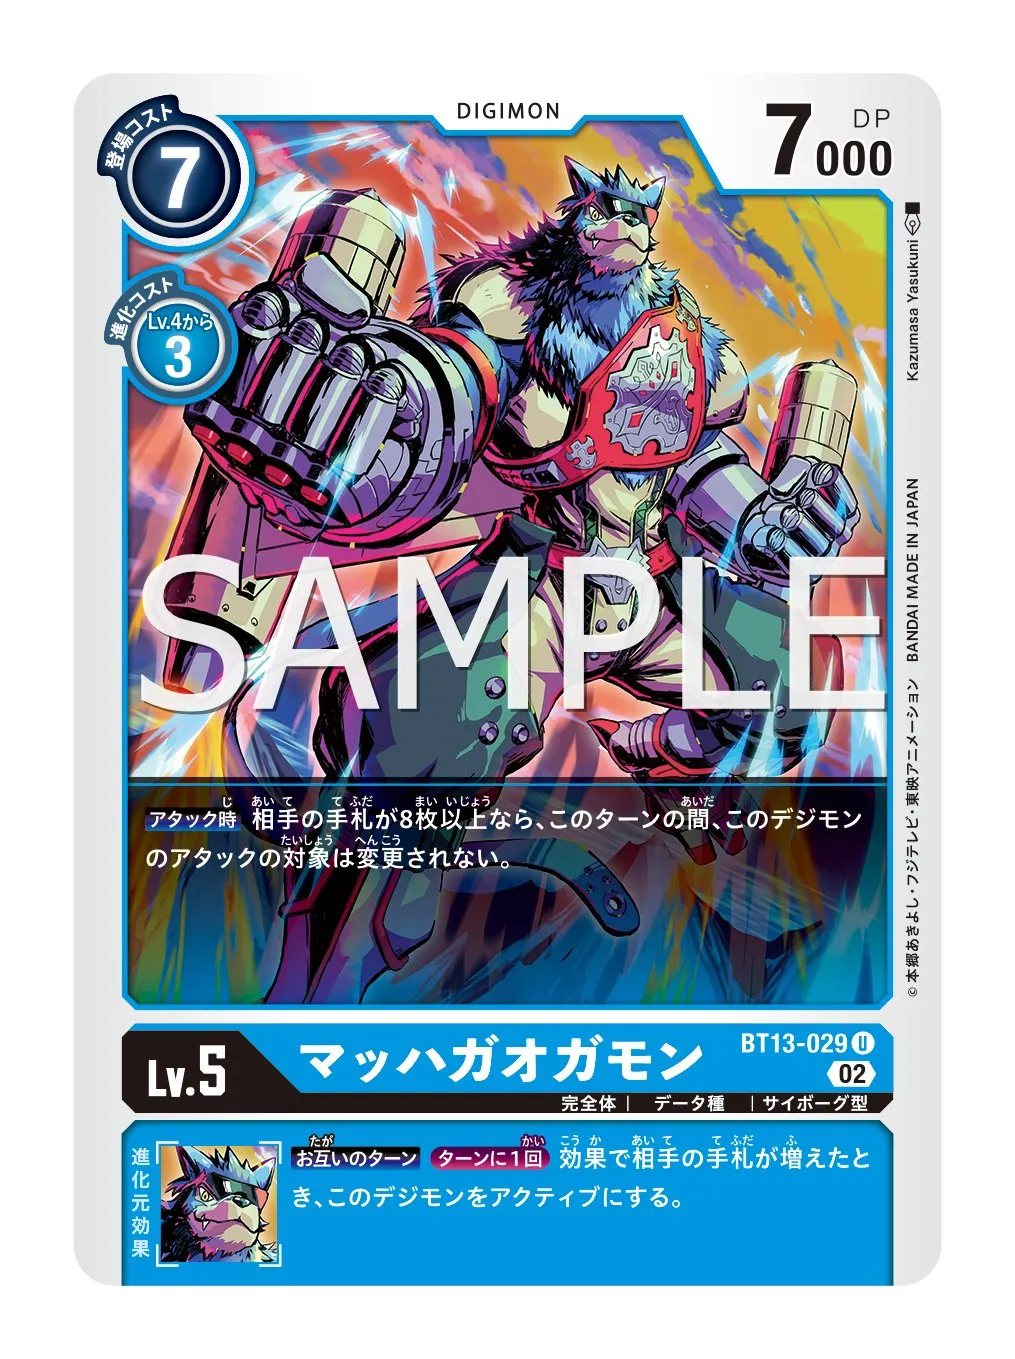 DIGIMON
登場コスト
7
7000
DP
進化コスト
Lv.4から
3
Kazumasa Yasukuni
BANDAI MADE IN JAPAN
©本郷あきよし・フジテレビ・東映アニメーション
SAMPLE
アタック時 相手の手札が8枚以上なら、このターンの間、このデジモン
のアタックの対象は変更されない。
Lv.5
マッハガオガモン
BT13-029 U
02
完全体 | データ種 | サイボーグ型
進化元効果
お互いのターン ターンに1回 効果で相手の手札が増えたと
き、このデジモンをアクティブにする。